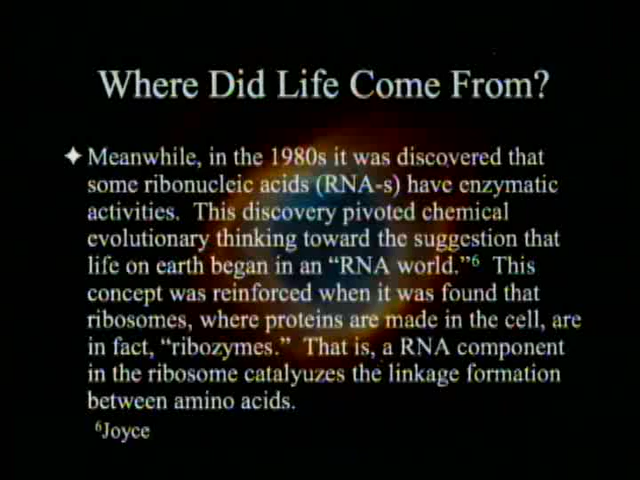 Where Did Life Come From?
✦ Meanwhile, in the 1980s it was discovered that
some ribonucleic acids (RNA-s) have enzymatic
activities.  This discovery pivoted chemical
evolutionary thinking toward the suggestion that
life on earth began in an “RNA world.”⁶  This
concept was reinforced when it was found that
ribosomes, where proteins are made in the cell, are
in fact, “ribozymes.”  That is, a RNA component
in the ribosome catalyuzes the linkage formation
between amino acids.
⁶Joyce